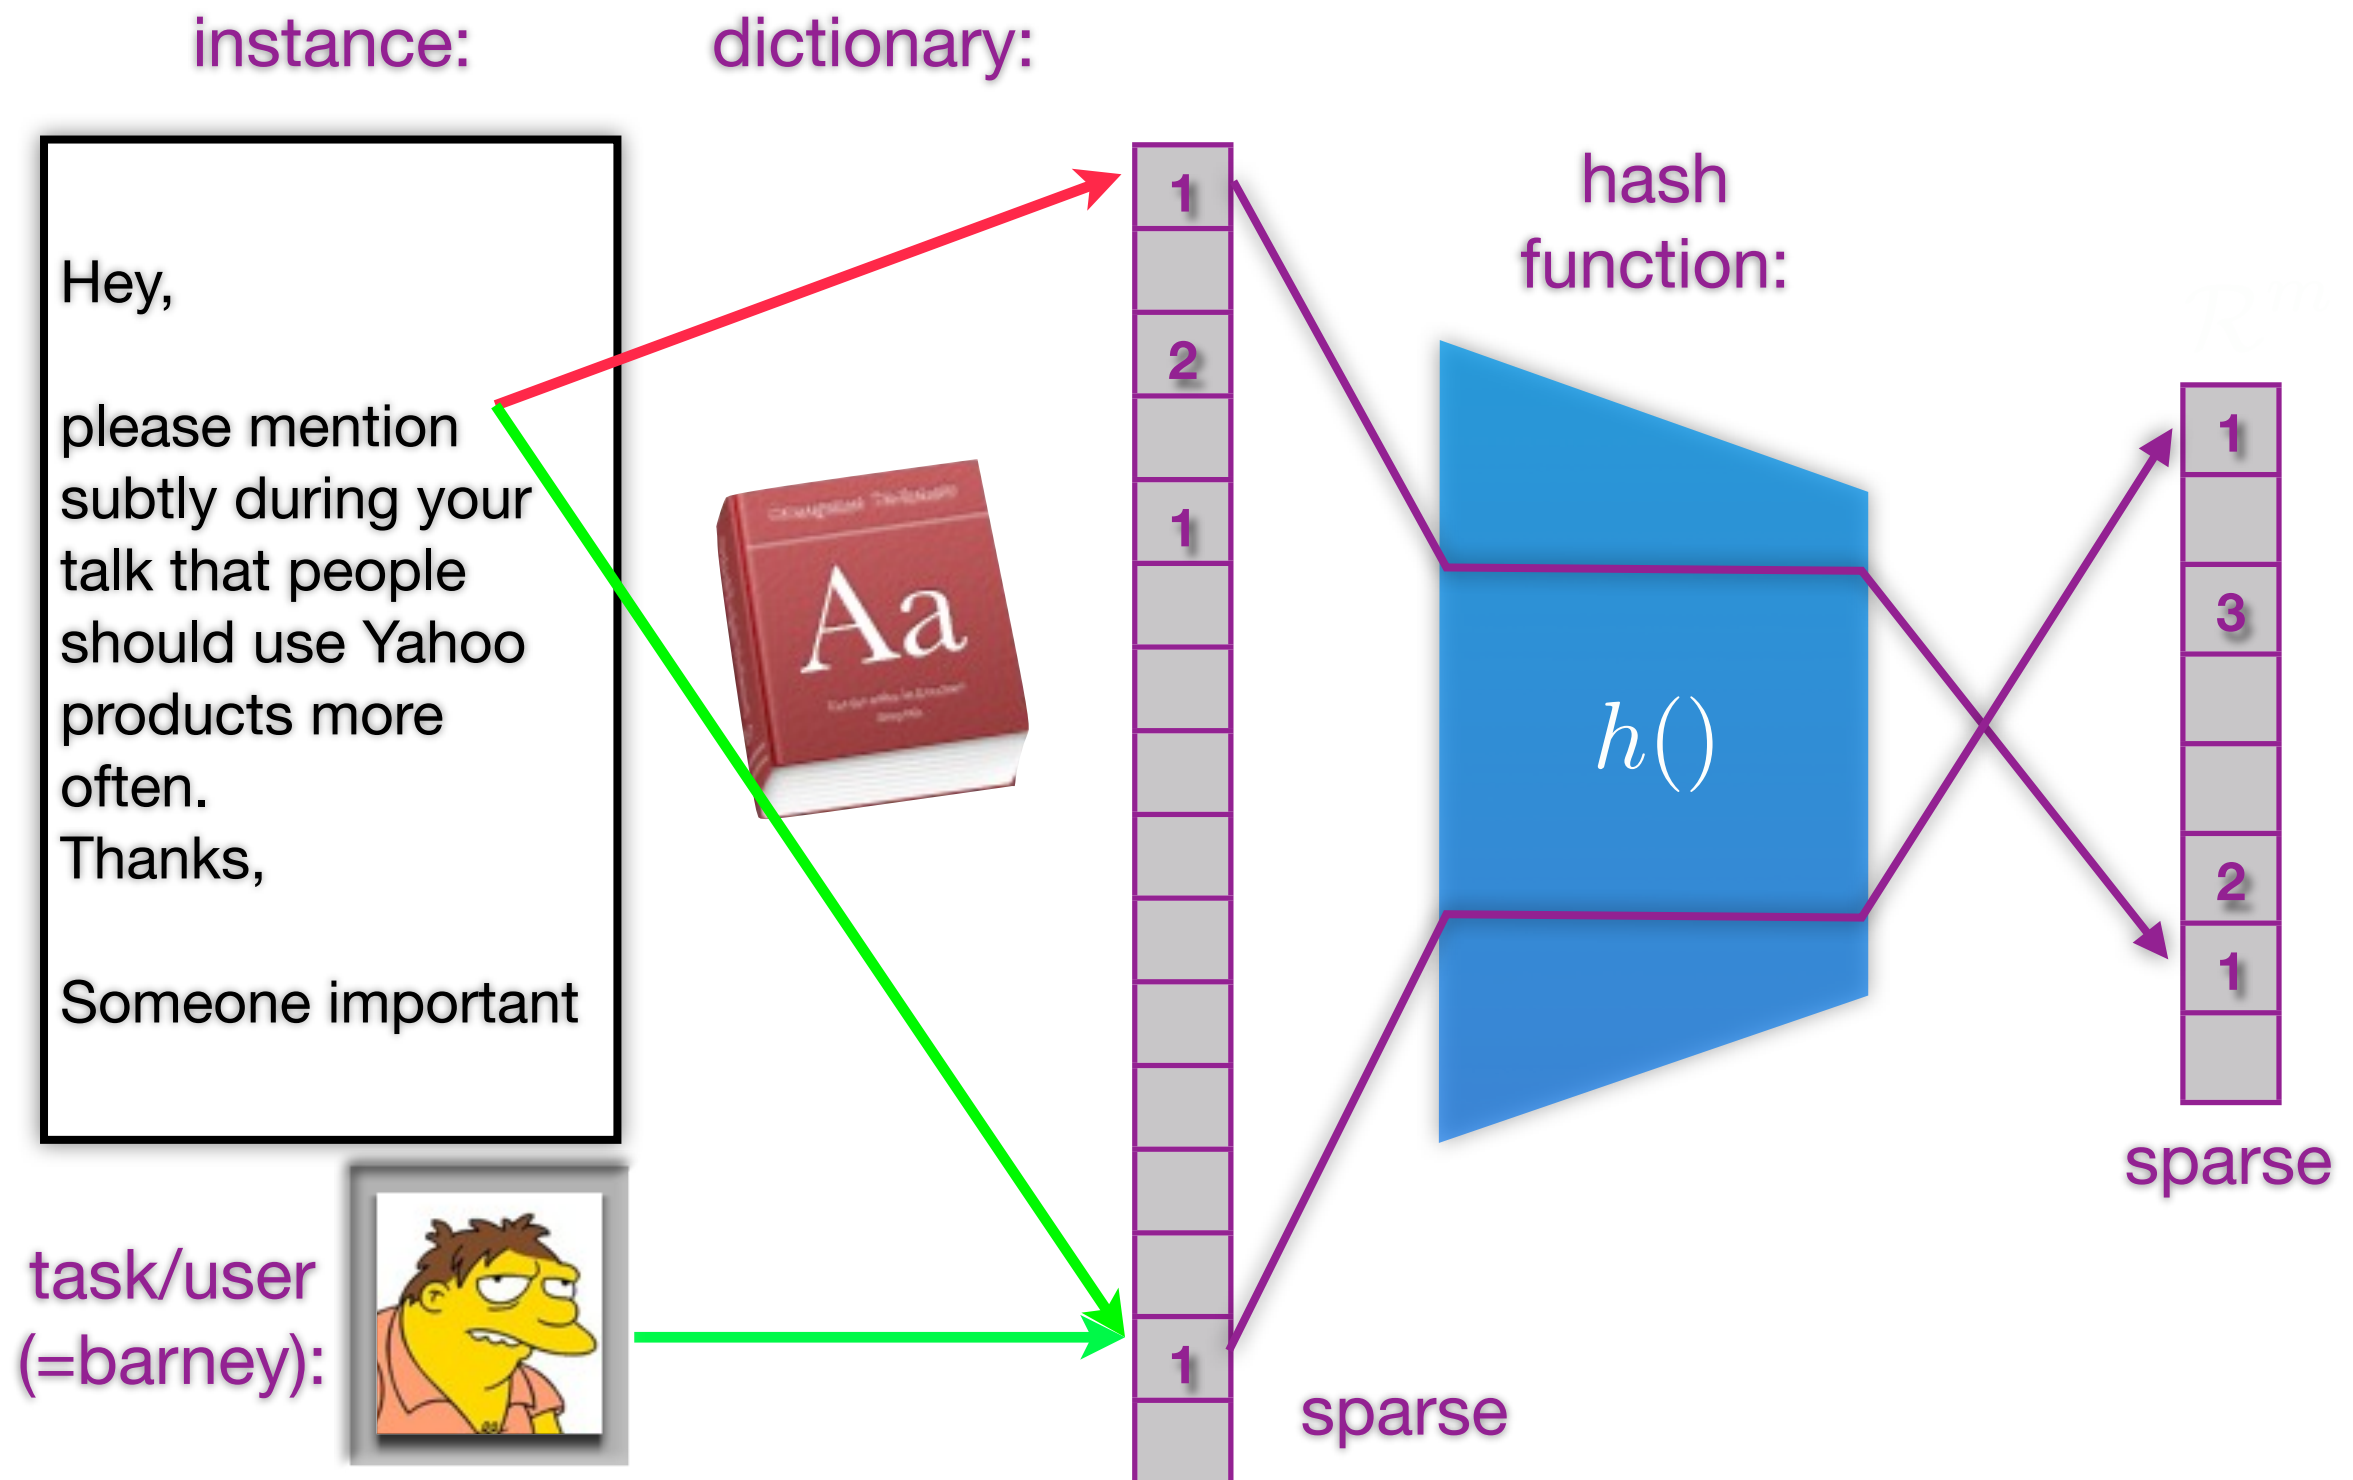 instance:
dictionary:
Hey,
please mention
subtly during your
talk that people
should use Yahoo
products more
often.
Thanks,
Someone important
task/user
(=barney):
Aa
1
2
1
1
sparse
hash
function:
h()
1
3
2
1
sparse